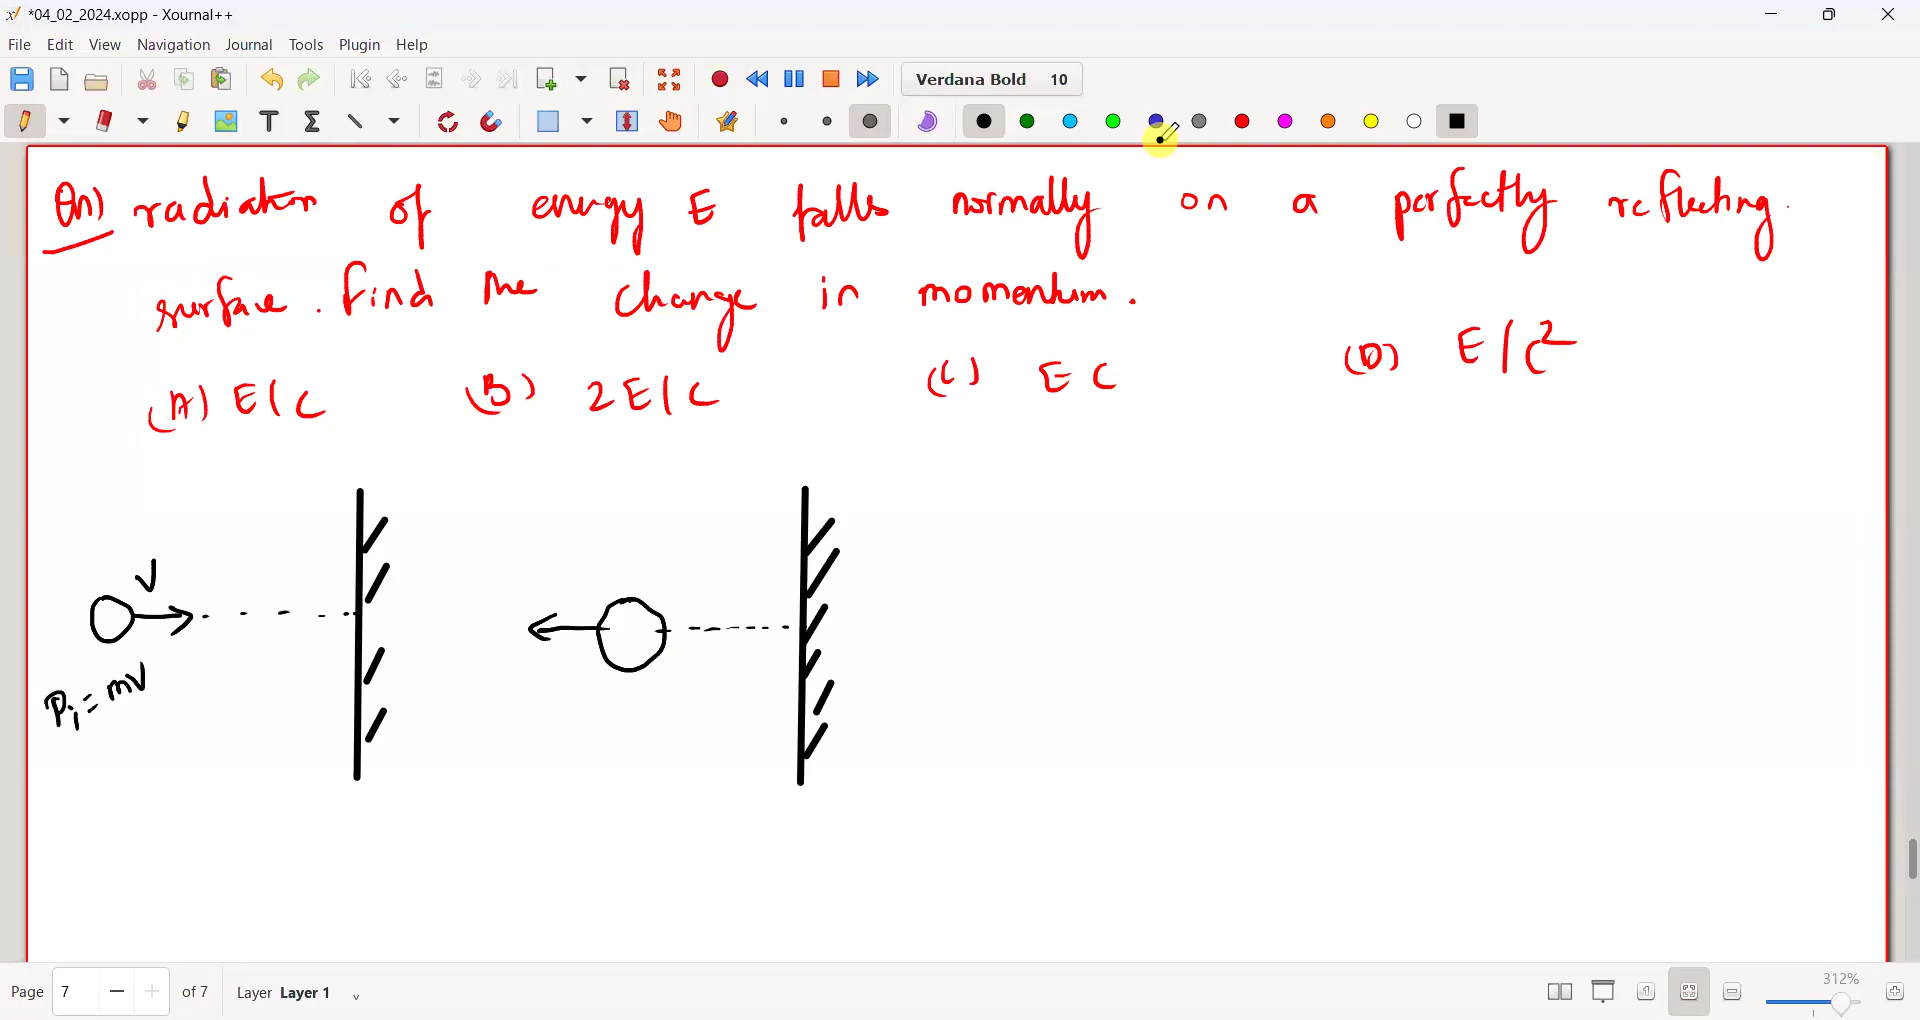 *04_02_2024.xopp - Xournal++
File Edit View Navigation Journal Tools Plugin Help
Verdana Bold 10
Qn) radiation of energy E falls normally on a perfectly reflecting
surface. find the change in momentum.
(A) E/C (B) 2E/C (C) EC (D) E/C²
V
Pi = mV
Page 7 of 7 Layer Layer 1 312%